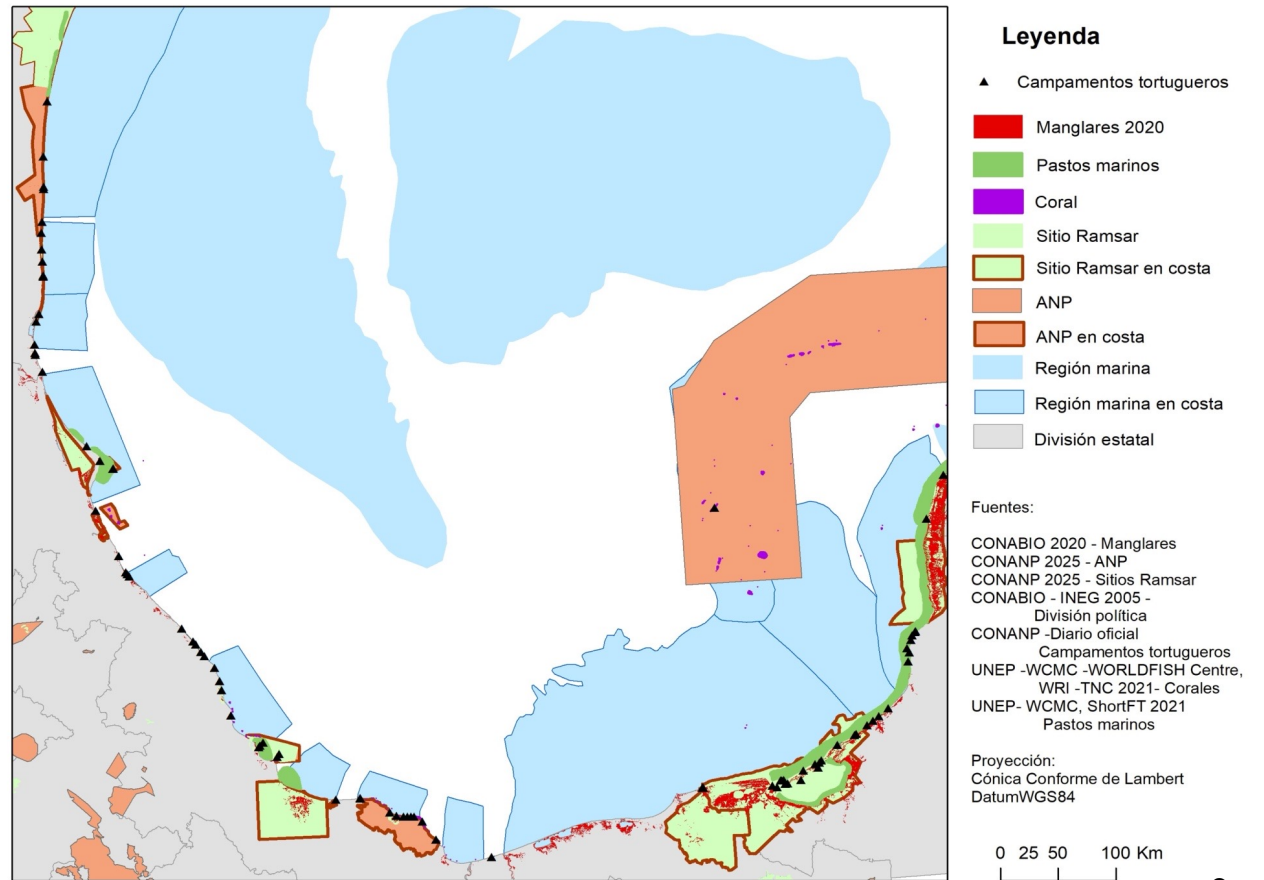 Leyenda
Campamentos tortugueros
Manglares 2020
Pastos marinos
Coral
Sitio Ramsar
Sitio Ramsar en costa
ANP
ANP en costa
Región marina
Región marina en costa
División estatal
Fuentes:
CONABIO 2020 - Manglares
CONANP 2025 - ANP
CONANP 2025 - Sitios Ramsar
CONABIO - INEG 2005 -
División política
CONANP -Diario oficial
Campamentos tortugueros
UNEP -WCMC -WORLDFISH Centre,
WRI -TNC 2021- Corales
UNEP- WCMC, ShortFT 2021
Pastos marinos
Proyección:
Cónica Conforme de Lambert
DatumWGS84
0 25 50 100 Km